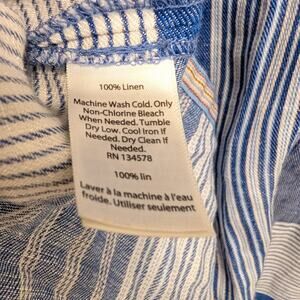 100% Linen
Machine Wash Cold. Only
Non-Chlorine Bleach
When Needed. Tumble
Dry Low. Cool Iron If
Needed. Dry Clean If
Needed.
RN 134578
100% lin
Laver à la machine à l'eau
froide. Utiliser seulement